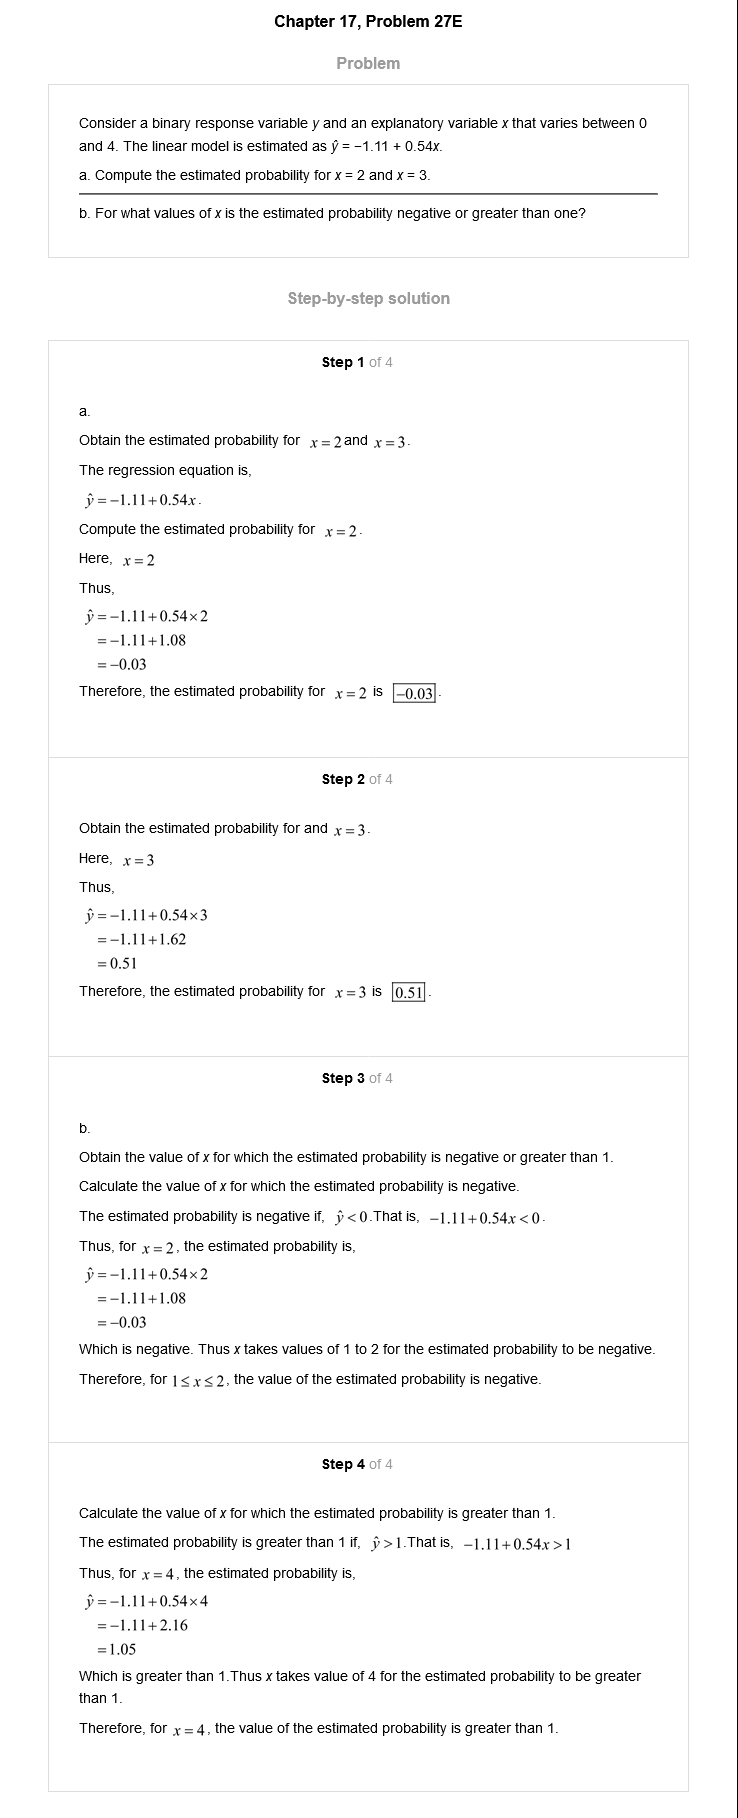 Chapter 17, Problem 27E
Problem
Consider a binary response variable y and an explanatory variable x that varies between 0
and 4. The linear model is estimated as ŷ = −1.11 + 0.54x.
a. Compute the estimated probability for x = 2 and x = 3.
b. For what values of x is the estimated probability negative or greater than one?
Step-by-step solution
Step 1 of 4
a.
Obtain the estimated probability for x = 2 and x = 3.
The regression equation is,
ŷ = −1.11+0.54x.
Compute the estimated probability for x = 2.
Here, x = 2
Thus,
ŷ = −1.11+0.54×2
= −1.11+1.08
= −0.03
Therefore, the estimated probability for x = 2 is −0.03.
Step 2 of 4
Obtain the estimated probability for and x = 3.
Here, x = 3
Thus,
ŷ = −1.11+0.54×3
= −1.11+1.62
= 0.51
Therefore, the estimated probability for x = 3 is 0.51.
Step 3 of 4
b.
Obtain the value of x for which the estimated probability is negative or greater than 1.
Calculate the value of x for which the estimated probability is negative.
The estimated probability is negative if, ŷ < 0.That is, −1.11+0.54x < 0.
Thus, for x = 2, the estimated probability is,
ŷ = −1.11+0.54×2
= −1.11+1.08
= −0.03
Which is negative. Thus x takes values of 1 to 2 for the estimated probability to be negative.
Therefore, for 1 ≤ x ≤ 2, the value of the estimated probability is negative.
Step 4 of 4
Calculate the value of x for which the estimated probability is greater than 1.
The estimated probability is greater than 1 if, ŷ > 1.That is, −1.11+0.54x > 1
Thus, for x = 4, the estimated probability is,
ŷ = −1.11+0.54×4
= −1.11+2.16
= 1.05
Which is greater than 1.Thus x takes value of 4 for the estimated probability to be greater
than 1.
Therefore, for x = 4, the value of the estimated probability is greater than 1.